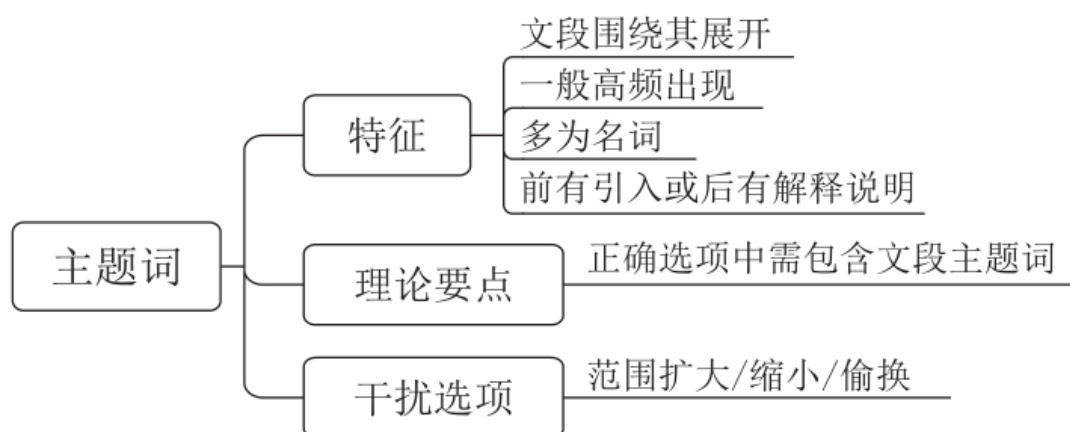 文段围绕其展开
一般高频出现
特征
多为名词
前有引入或后有解释说明
主题词
理论要点
正确选项中需包含文段主题词
干扰选项
范围扩大/缩小/偷换